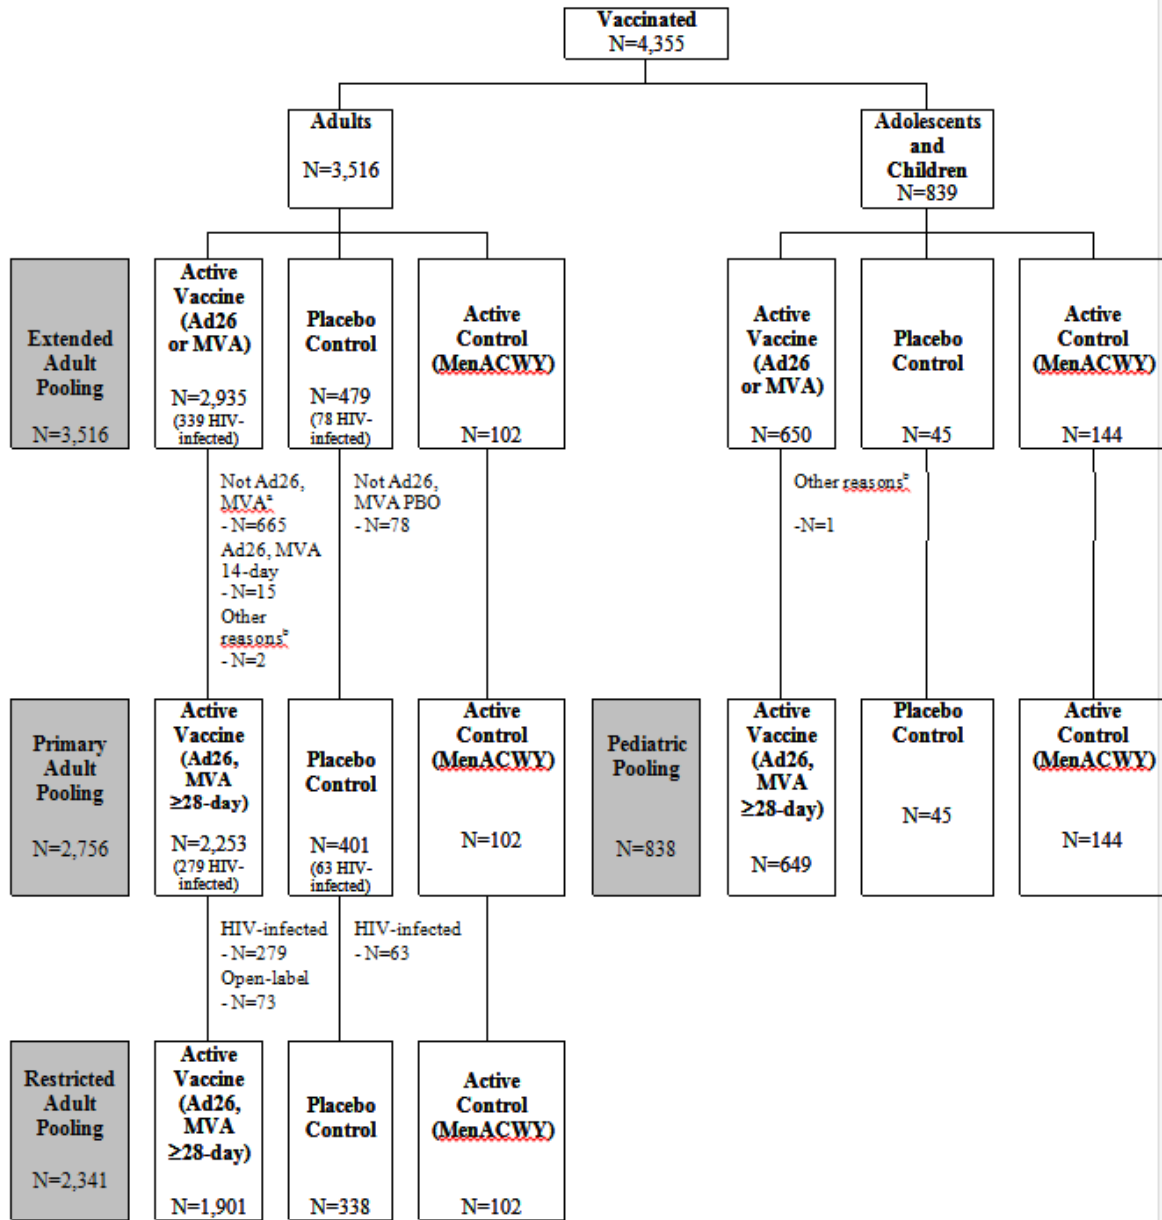 Vaccinated
N=4,355
Adults
N=3,516
Adolescents
and
Children
N=839
Extended
Adult
Pooling
N=3,516
Active
Vaccine
(Ad26
or MVA)
N=2,935
(339 HIV-
infected)
Placebo
Control
N=479
(78 HIV-
infected)
Active
Control
(MenACWY)
N=102
Active
Vaccine
(Ad26
or MVA)
N=650
Placebo
Control
N=45
Active
Control
(MenACWY)
N=144
Not Ad26,
MVAª
- N=665
Ad26, MVA
14-day
- N=15
Other
reasonsᵇ
- N=2
Not Ad26,
MVA PBO
- N=78
Other reasonsᵇ
-N=1
Primary
Adult
Pooling
N=2,756
Active
Vaccine
(Ad26,
MVA
≥28-day)
N=2,253
(279 HIV-
infected)
Placebo
Control
N=401
(63 HIV-
infected)
Active
Control
(MenACWY)
N=102
Pediatric
Pooling
N=838
Active
Vaccine
(Ad26,
MVA
≥28-day)
N=649
Placebo
Control
N=45
Active
Control
(MenACWY)
N=144
HIV-infected
- N=279
Open-label
- N=73
HIV-infected
- N=63
Restricted
Adult
Pooling
N=2,341
Active
Vaccine
(Ad26,
MVA
≥28-day)
N=1,901
Placebo
Control
N=338
Active
Control
(MenACWY)
N=102